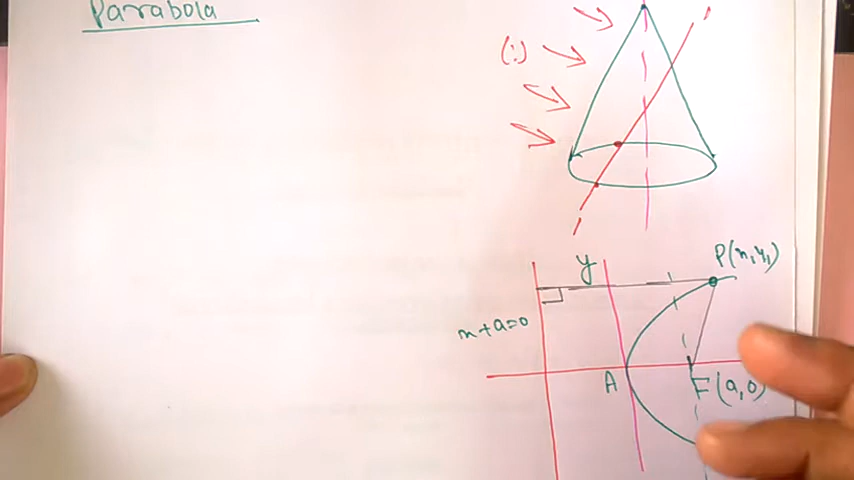 Parabola
(i)
y
P(x₁,y₁)
x+a=0
A
F(a,0)